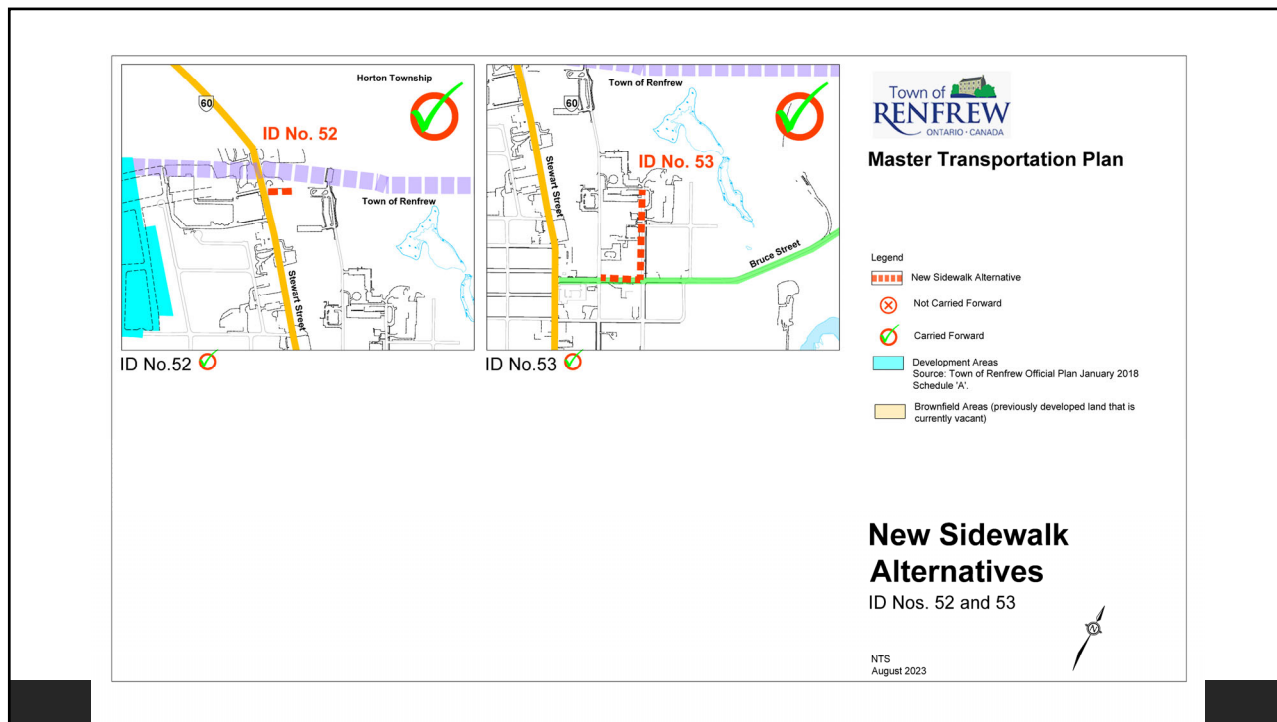 Horton Township
60
ID No. 52
Town of Renfrew
Stewart Street
ID No.52
Town of Renfrew
60
ID No. 53
Stewart Street
Bruce Street
ID No.53
Town of
RENFREW
ONTARIO • CANADA
Master Transportation Plan
Legend
New Sidewalk Alternative
Not Carried Forward
Carried Forward
Development Areas
Source: Town of Renfrew Official Plan January 2018
Schedule 'A'.
Brownfield Areas (previously developed land that is
currently vacant)
New Sidewalk
Alternatives
ID Nos. 52 and 53
N
NTS
August 2023